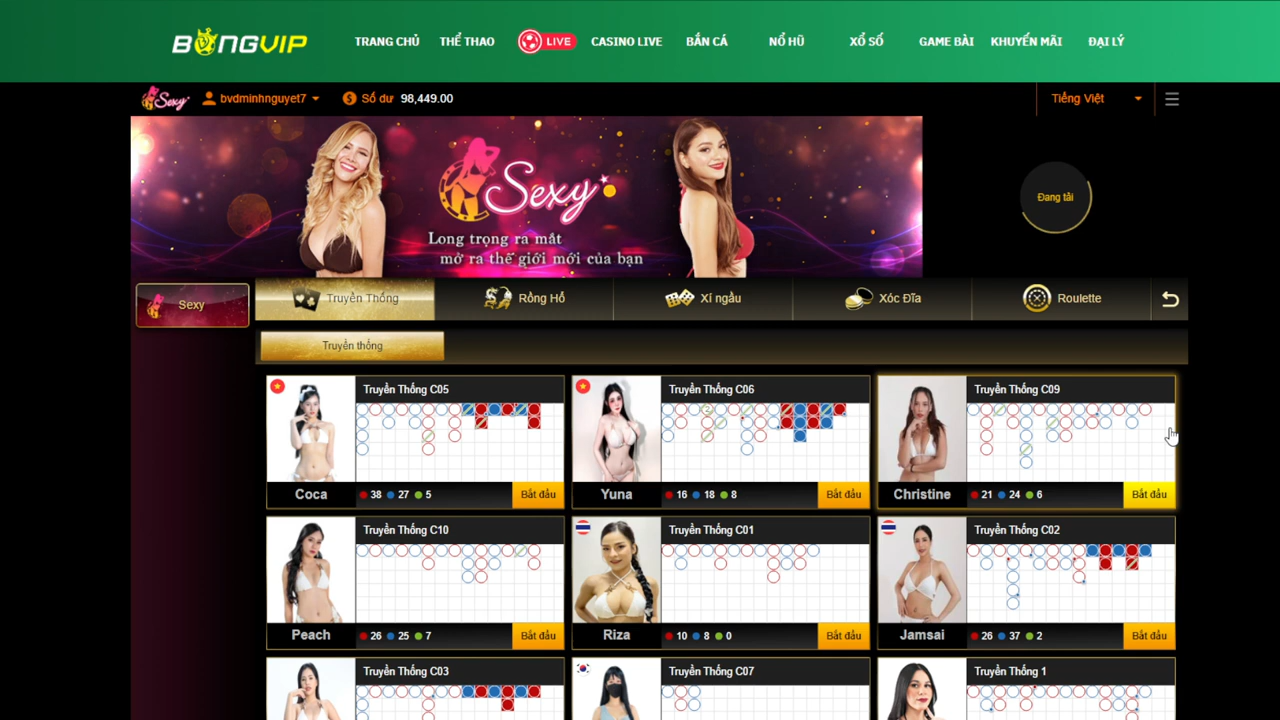 BONGVIP
TRANG CHỦ
THỂ THAO
LIVE
CASINO LIVE
BẮN CÁ
NỔ HŨ
XỔ SỐ
GAME BÀI
KHUYẾN MÃI
ĐẠI LÝ
Sexy
bvdminhnguyet7
Số dư 98,449.00
Tiếng Việt
Sexy
Long trọng ra mắt
mở ra thế giới mới của bạn
Đang tải
Sexy
Truyền Thống
Rồng Hổ
Xí ngầu
Xóc Đĩa
Roulette
Truyền thống
Truyền Thống C05
Coca
38 27 5
Bắt đầu
Truyền Thống C06
Yuna
16 18 8
Bắt đầu
Truyền Thống C09
Christine
21 24 6
Bắt đầu
Truyền Thống C10
Peach
26 25 7
Bắt đầu
Truyền Thống C01
Riza
10 8 0
Bắt đầu
Truyền Thống C02
Jamsai
26 37 2
Bắt đầu
Truyền Thống C03
Truyền Thống C07
Truyền Thống 1